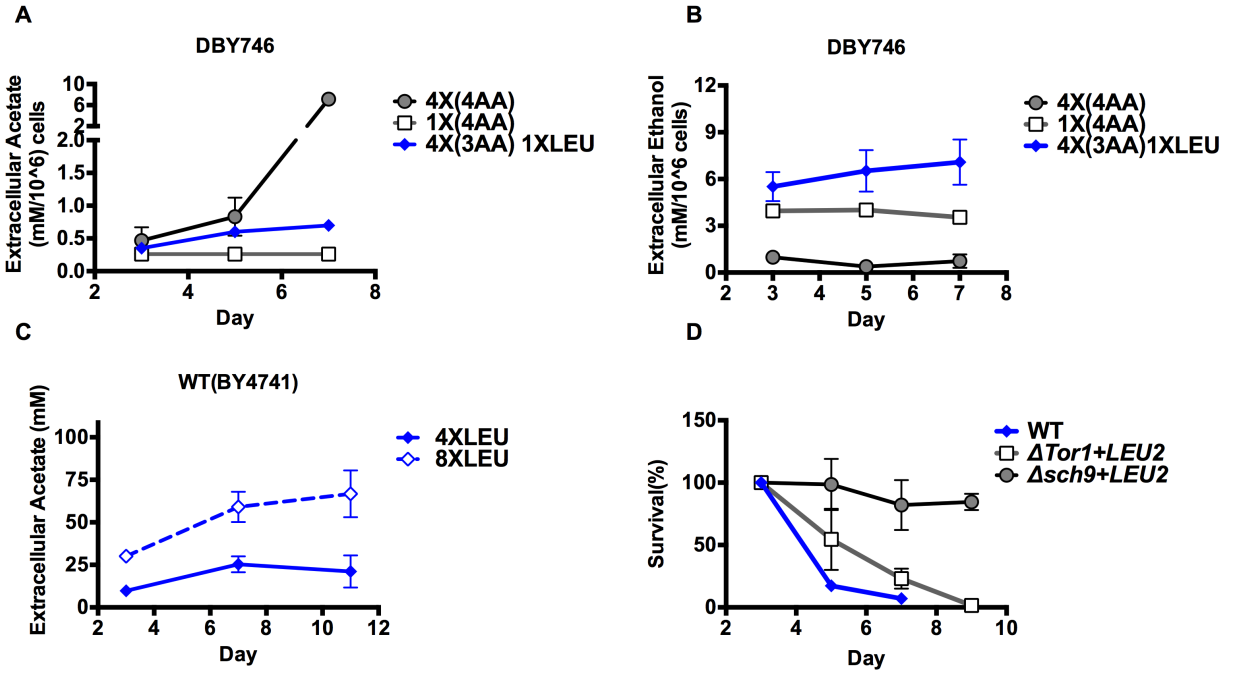 A
DBY746
Extracellular Acetate
(mM/10^6) cells
10
6
2
2.0
1.5
1.0
0.5
0.0
2
4
6
8
Day
4X(4AA)
1X(4AA)
4X(3AA) 1XLEU
B
DBY746
Extracellular Ethanol
(mM/10^6 cells)
12
9
6
3
0
2
3
4
5
6
7
8
Day
4X(4AA)
1X(4AA)
4X(3AA)1XLEU
C
WT(BY4741)
Extracellular Acetate (mM)
100
75
50
25
0
2
4
6
8
10
12
Day
4XLEU
8XLEU
D
Survival(%)
150
100
50
0
2
4
6
8
10
Day
WT
ΔTor1+LEU2
Δsch9+LEU2